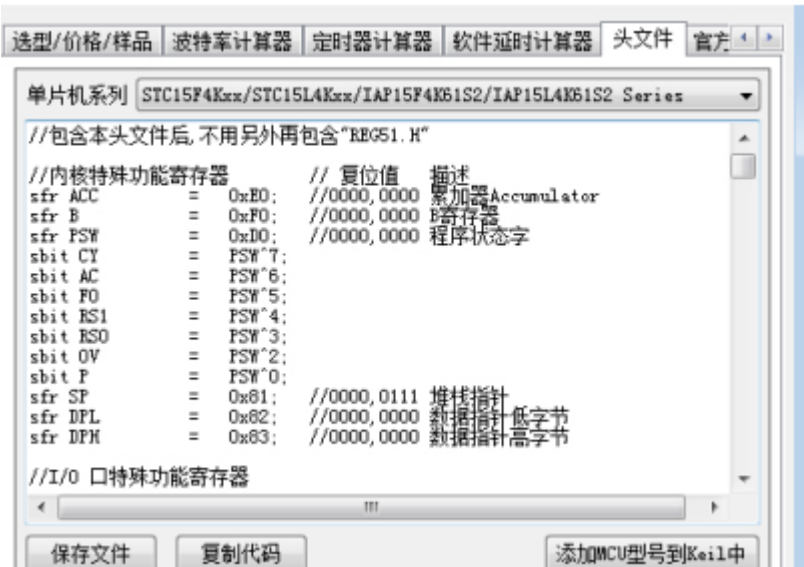 选型/价格/样品 波特率计算器 定时器计算器 软件延时计算器 头文件 官方
单片机系列 STC15F4Kxx/STC15L4Kxx/IAP15F4K61S2/IAP15L4K61S2 Series
//包含本头文件后,不用另外再包含"REG51.H"
//内核特殊功能寄存器 // 复位值 描述
sfr ACC = 0xE0; //0000,0000 累加器Accumulator
sfr B = 0xF0; //0000,0000 B寄存器
sfr PSW = 0xD0; //0000,0000 程序状态字
sbit CY = PSW^7;
sbit AC = PSW^6;
sbit F0 = PSW^5;
sbit RS1 = PSW^4;
sbit RS0 = PSW^3;
sbit OV = PSW^2;
sbit P = PSW^0;
sfr SP = 0x81; //0000,0111 堆栈指针
sfr DPL = 0x82; //0000,0000 数据指针低字节
sfr DPH = 0x83; //0000,0000 数据指针高字节
//I/O 口特殊功能寄存器
保存文件 复制代码 添加MCU型号到Keil中